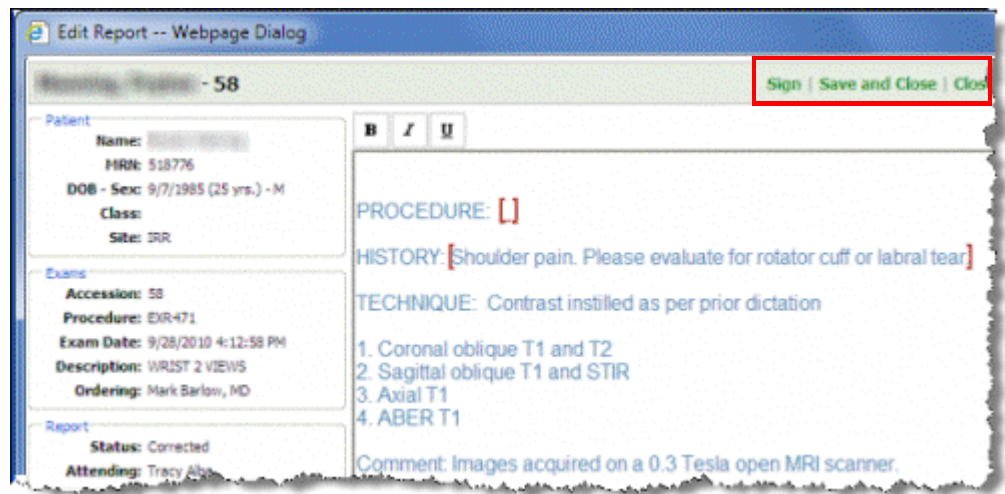 Edit Report -- Webpage Dialog
- 58
Sign | Save and Close | Clos
Patient
Name:
MRN: 518776
DOB - Sex: 9/7/1985 (25 yrs.) - M
Class:
Site: IRR
Exams
Accession: 58
Procedure: EXR471
Exam Date: 9/28/2010 4:12:58 PM
Description: WRIST 2 VIEWS
Ordering: Mark Barlow, MD
Report
Status: Corrected
Attending: Tracy
B I U
PROCEDURE: [ ]
HISTORY: [Shoulder pain. Please evaluate for rotator cuff or labral tear]
TECHNIQUE: Contrast instilled as per prior dictation
1. Coronal oblique T1 and T2
2. Sagittal oblique T1 and STIR
3. Axial T1
4. ABER T1
Comment: Images acquired on a 0.3 Tesla open MRI scanner.